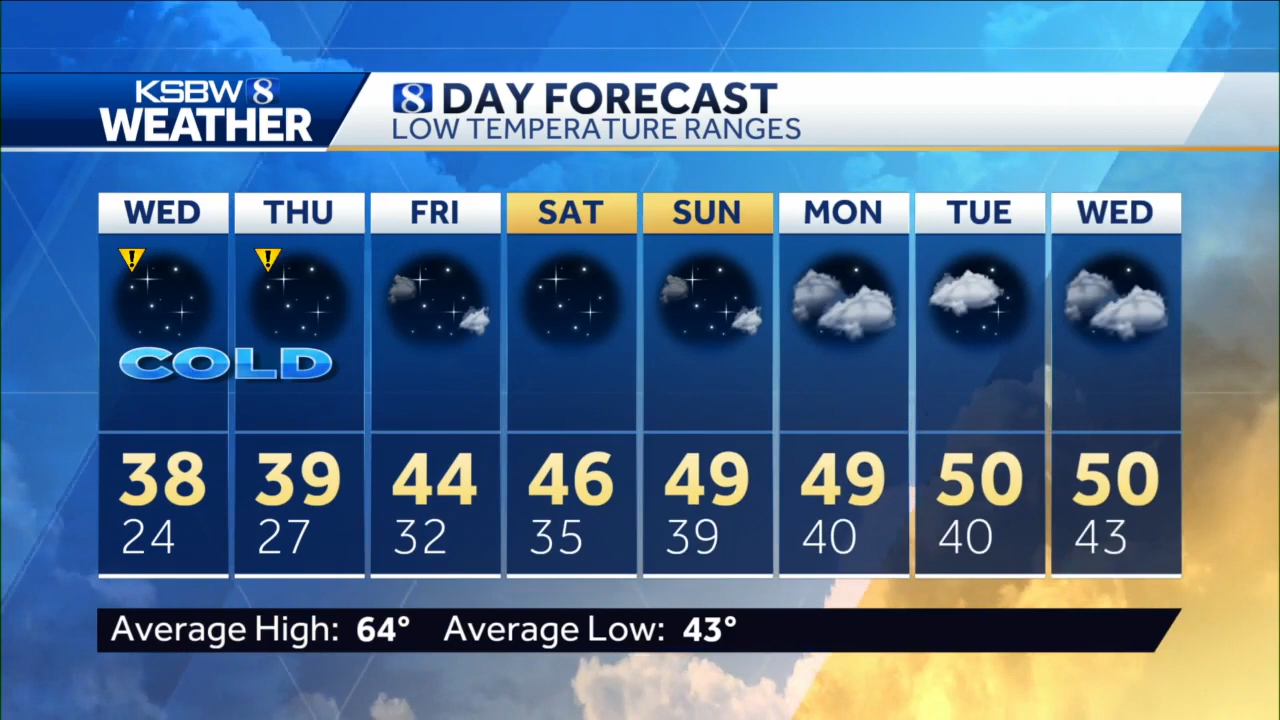 KSBW 8
WEATHER
8 DAY FORECAST
LOW TEMPERATURE RANGES
WED THU FRI SAT SUN MON TUE WED
! !
COLD
38 39 44 46 49 49 50 50
24 27 32 35 39 40 40 43
Average High: 64° Average Low: 43°